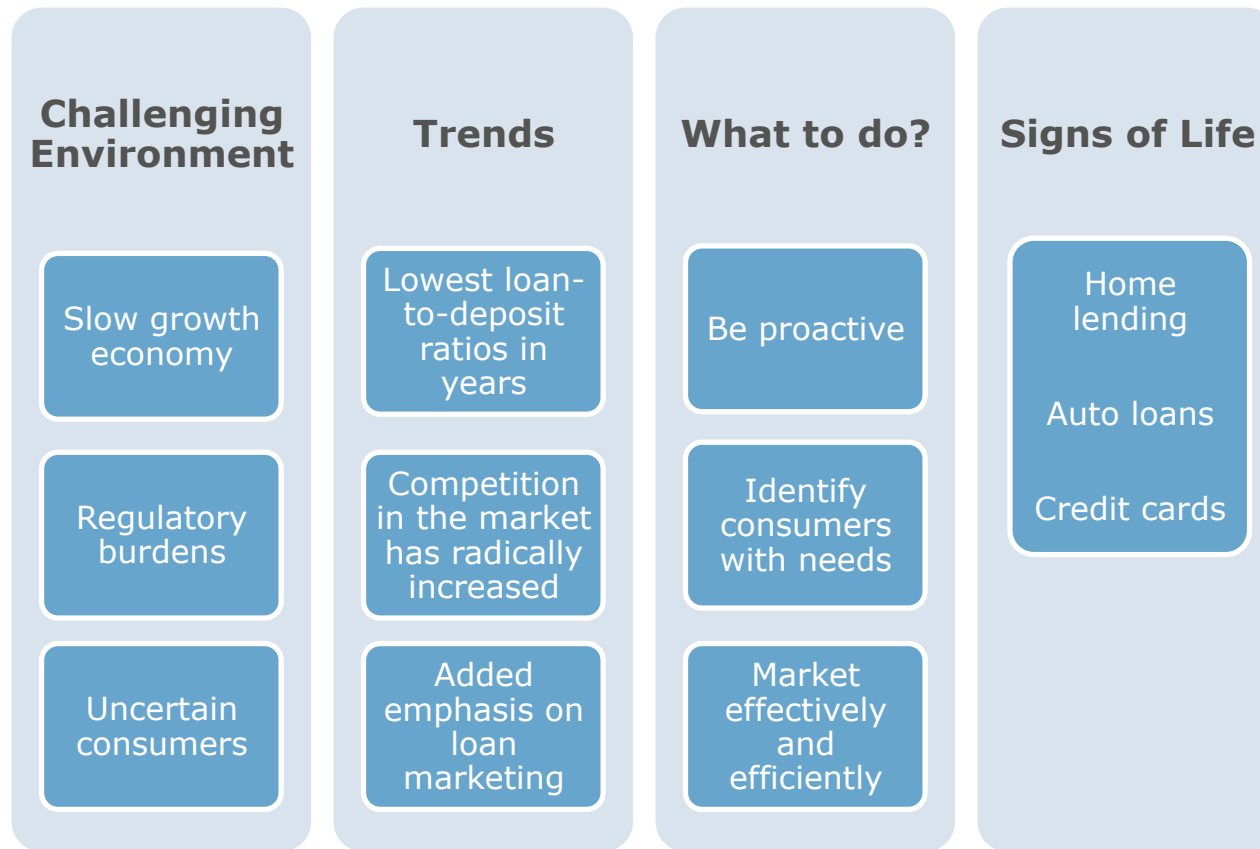 Challenging
Environment
Slow growth
economy
Regulatory
burdens
Uncertain
consumers
Trends
Lowest loan-
to-deposit
ratios in
years
Competition
in the market
has radically
increased
Added
emphasis on
loan
marketing
What to do?
Be proactive
Identify
consumers
with needs
Market
effectively
and
efficiently
Signs of Life
Home
lending
Auto loans
Credit cards